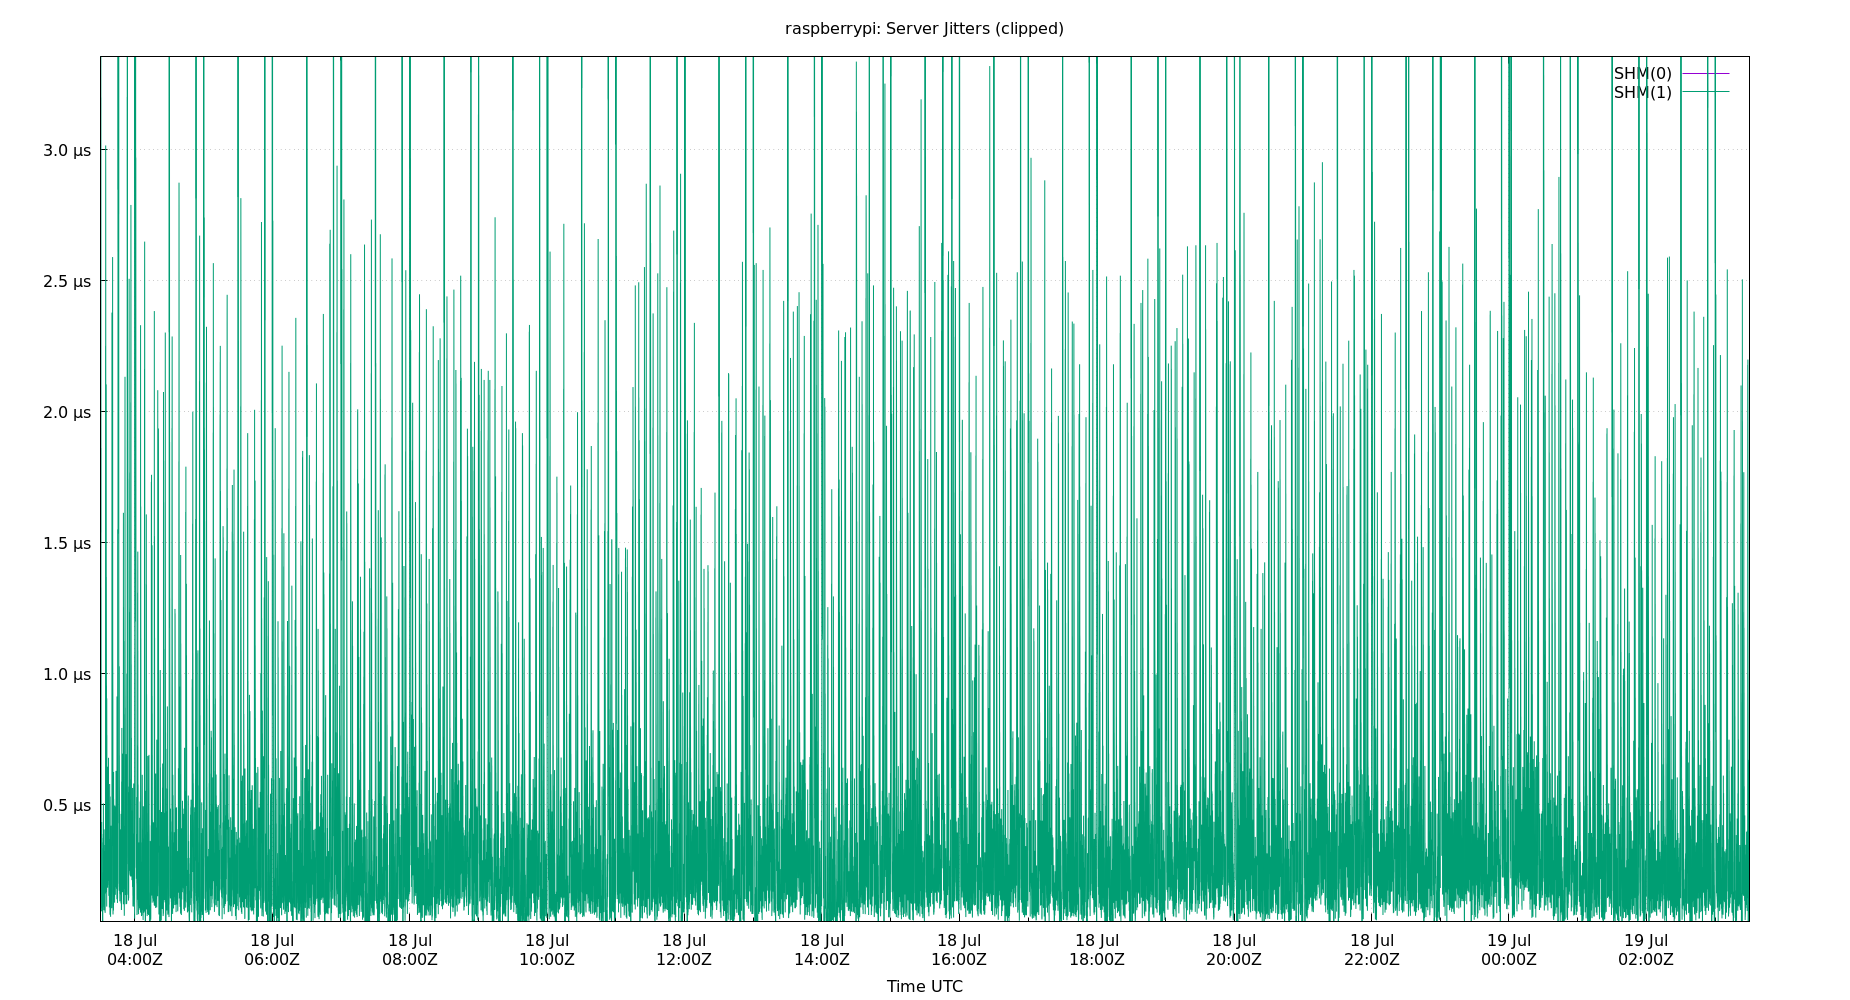 raspberrypi: Server Jitters (clipped)
SHM(0)
SHM(1)
3.0 µs
2.5 µs
2.0 µs
1.5 µs
1.0 µs
0.5 µs
18 Jul 18 Jul 18 Jul 18 Jul 18 Jul 18 Jul 18 Jul 18 Jul 18 Jul 18 Jul 19 Jul 19 Jul
04:00Z 06:00Z 08:00Z 10:00Z 12:00Z 14:00Z 16:00Z 18:00Z 20:00Z 22:00Z 00:00Z 02:00Z
Time UTC